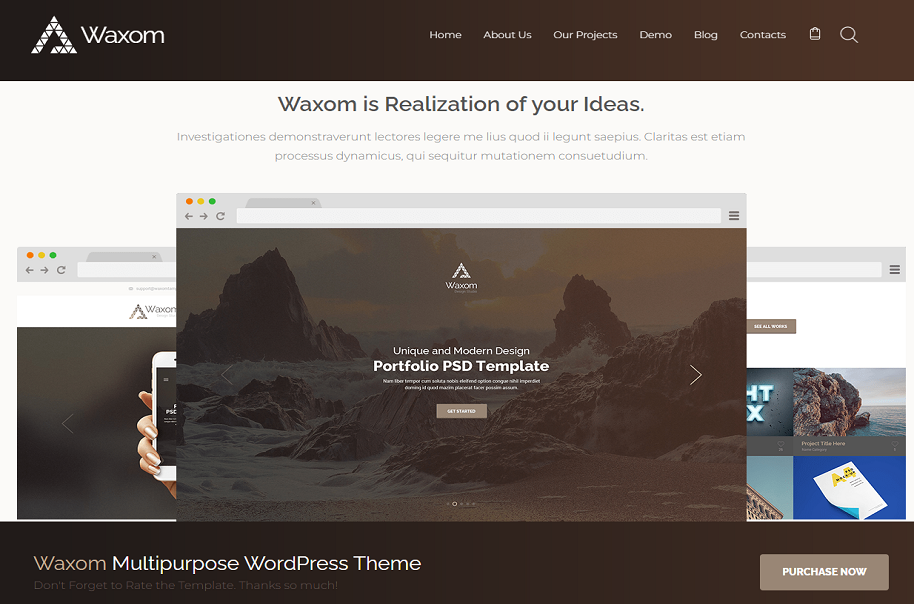 Waxom
Home About Us Our Projects Demo Blog Contacts
Waxom is Realization of your Ideas.
Investigationes demonstraverunt lectores legere me lius quod ii legunt saepius. Claritas est etiam
processus dynamicus, qui sequitur mutationem consuetudium.
Waxom
Unique and Modern Design
Portfolio PSD Template
Nam liber tempor cum soluta nobis eleifend option congue nihil imperdiet
doming id quod mazim placerat facer possim assum.
GET STARTED
Waxom
SEE ALL WORKS
Project Title Here
Waxom Multipurpose WordPress Theme
Don't Forget to Rate the Template. Thanks so much!
PURCHASE NOW